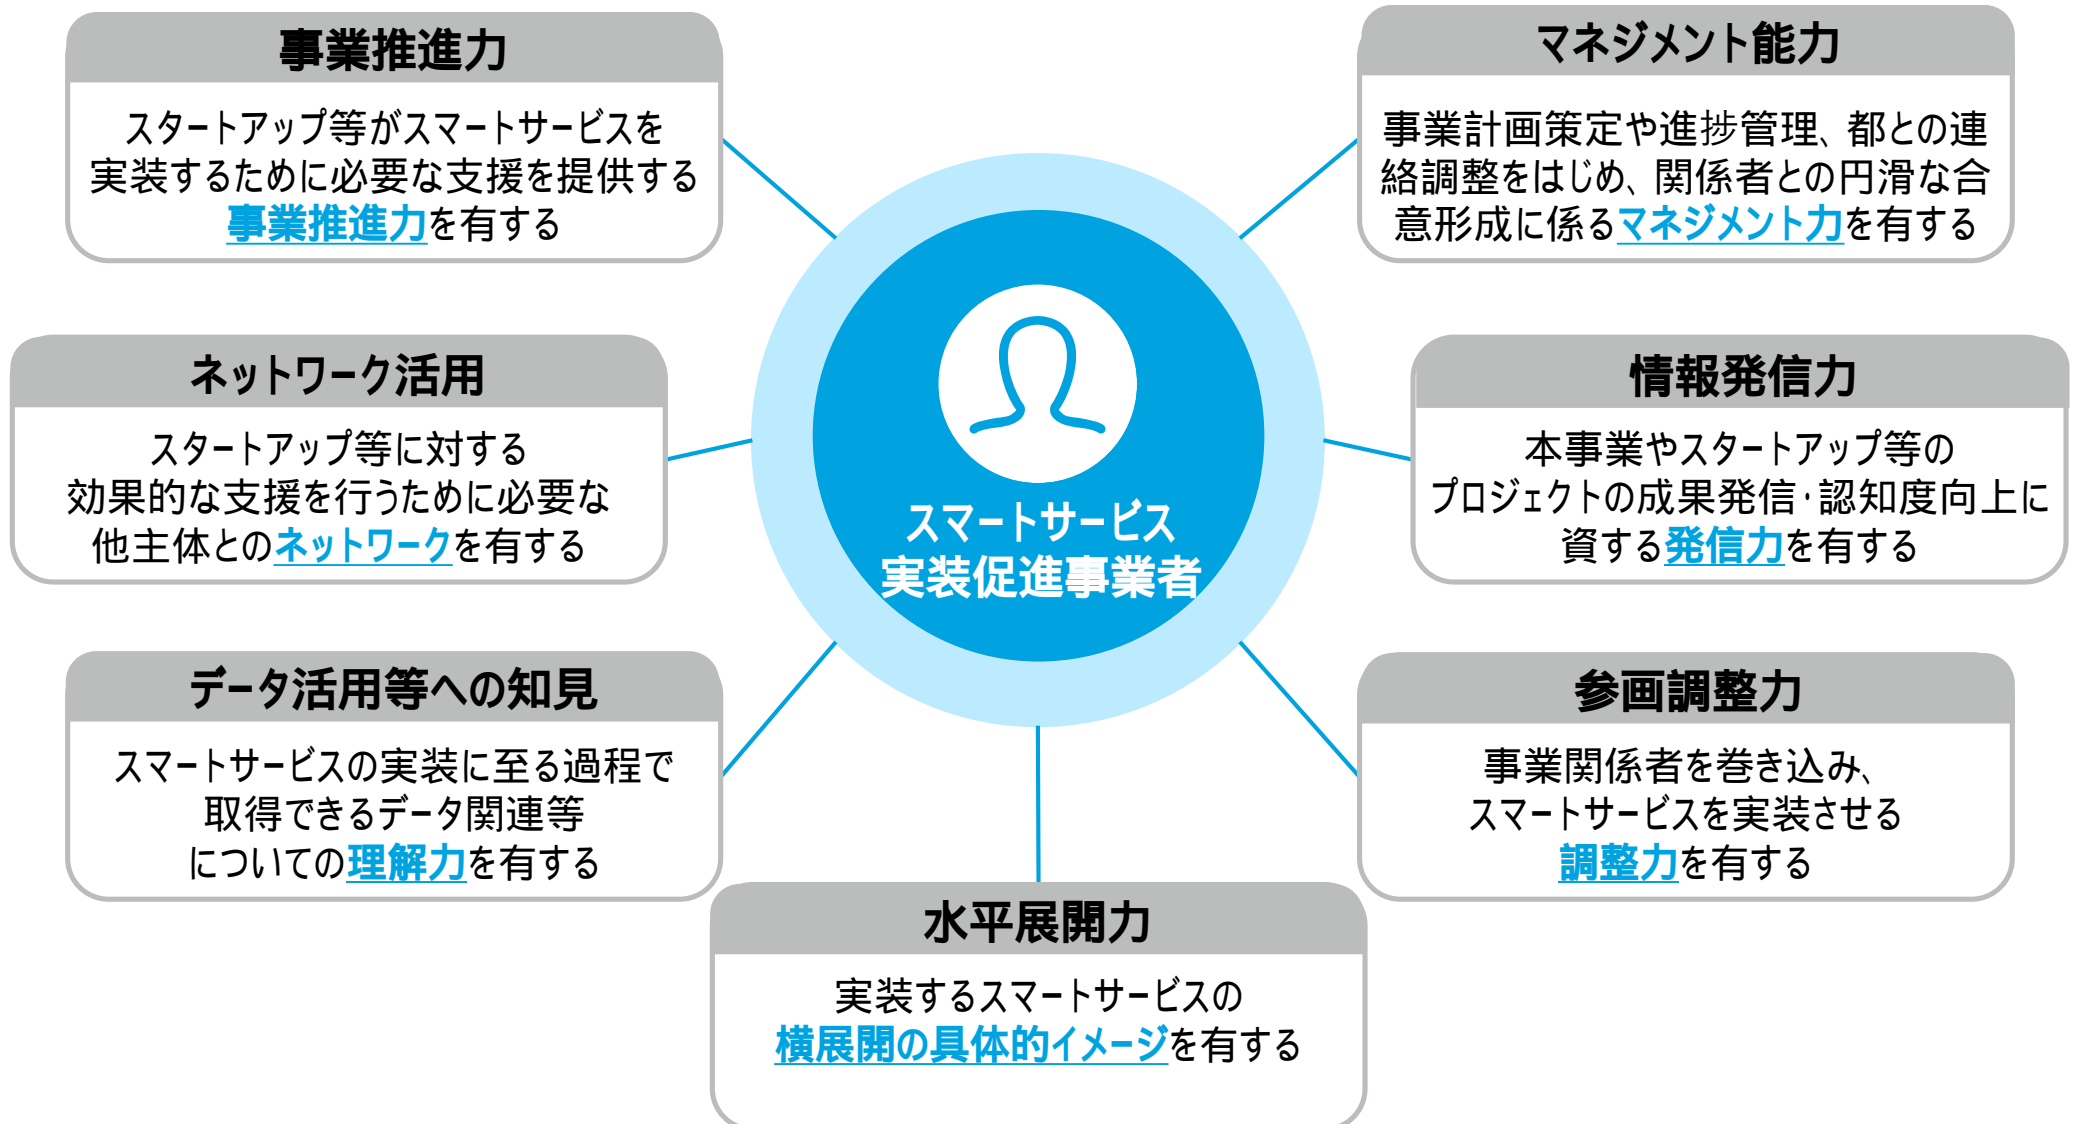 事業推進力
スタートアップ等がスマートサービスを
実装するために必要な支援を提供する
事業推進力を有する
マネジメント能力
事業計画策定や進捗管理、都との連
絡調整をはじめ、関係者との円滑な合
意形成に係るマネジメント力を有する
ネットワーク活用
スタートアップ等に対する
効果的な支援を行うために必要な
他主体とのネットワークを有する
スマートサービス
実装促進事業者
情報発信力
本事業やスタートアップ等の
プロジェクトの成果発信・認知度向上に
資する発信力を有する
データ活用等への知見
スマートサービスの実装に至る過程で
取得できるデータ関連等
についての理解力を有する
参画調整力
事業関係者を巻き込み、
スマートサービスを実装させる
調整力を有する
水平展開力
実装するスマートサービスの
横展開の具体的イメージを有する